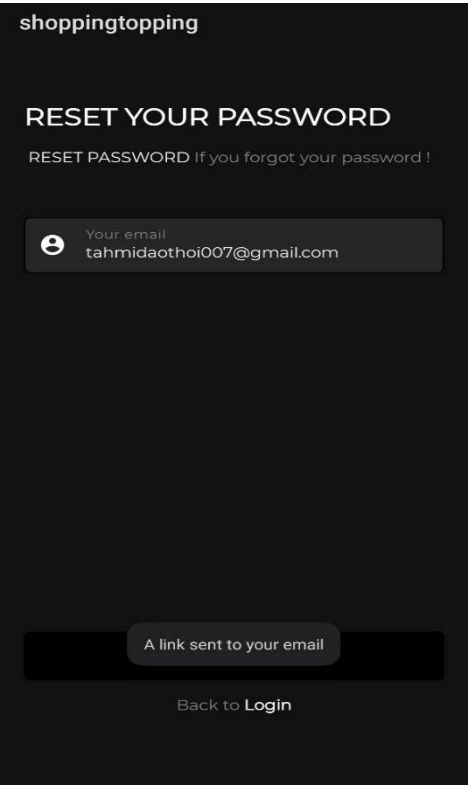 shoppingtopping
RESET YOUR PASSWORD
RESET PASSWORD If you forgot your password !
Your email
tahmidaothoi007@gmail.com
A link sent to your email
Back to Login